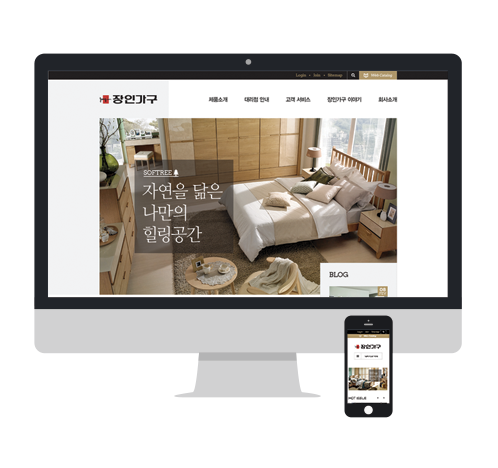 Login • Join • Sitemap
Web Catalog
장인가구
제품소개 대리점 안내 고객 서비스 장인가구 이야기 회사소개
SOFTREE
자연을 닮은
나만의
힐링공간
BLOG
장인가구
HOT ISSUE